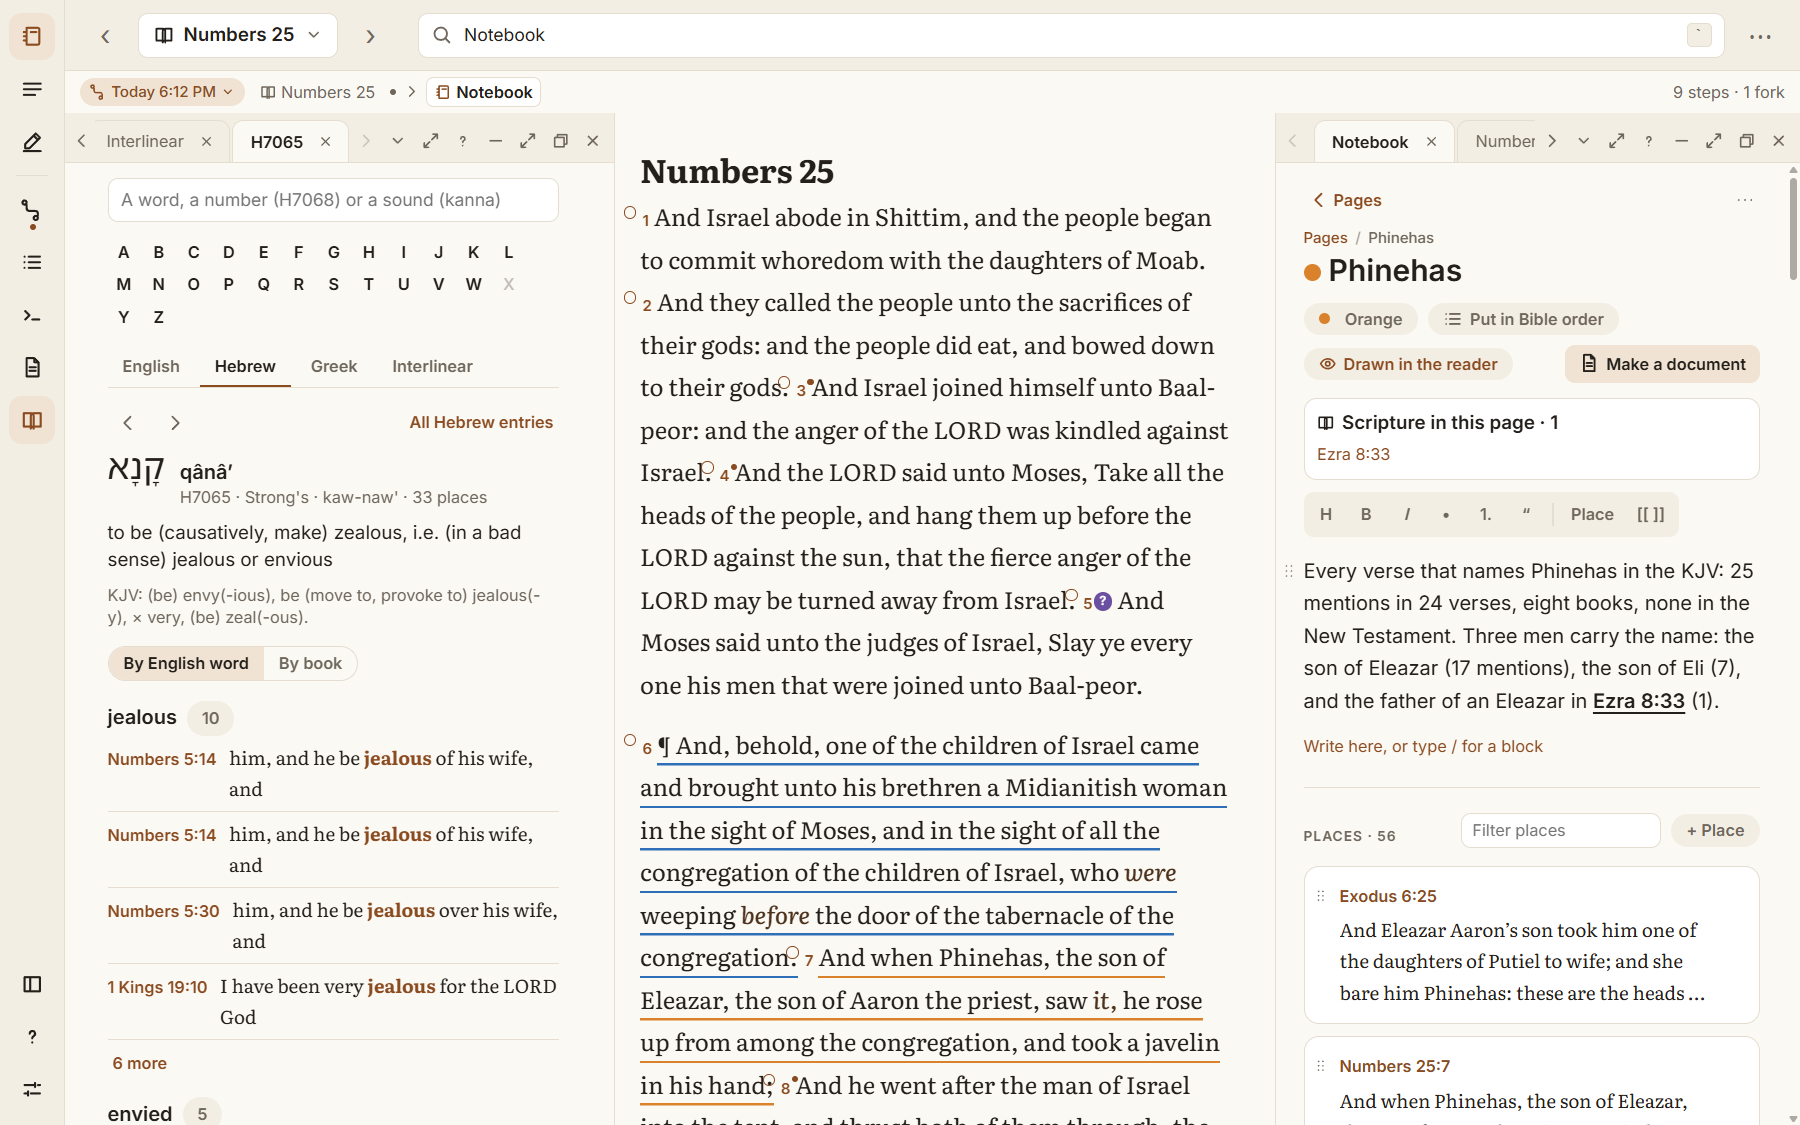 Numbers 25
Notebook
`
Today 6:12 PM
Numbers 25
Notebook
9 steps · 1 fork
Interlinear
H7065
?
A word, a number (H7068) or a sound (kanna)
A B C D E F G H I J K L
M N O P Q R S T U V W X
Y Z
English Hebrew Greek Interlinear
All Hebrew entries
קָנָא qânâʼ
H7065 · Strong's · kaw-naw' · 33 places
to be (causatively, make) zealous, i.e. (in a bad
sense) jealous or envious
KJV: (be) envy(-ious), be (move to, provoke to) jealous(-
y), × very, (be) zeal(-ous).
By English word By book
jealous 10
Numbers 5:14 him, and he be jealous of his wife,
and
Numbers 5:14 him, and he be jealous of his wife,
and
Numbers 5:30 him, and he be jealous over his wife,
and
1 Kings 19:10 I have been very jealous for the LORD
God
6 more
envied 5
?
Numbers 25
1 And Israel abode in Shittim, and the people began
to commit whoredom with the daughters of Moab.
2 And they called the people unto the sacrifices of
their gods: and the people did eat, and bowed down
to their gods. 3 And Israel joined himself unto Baal-
peor: and the anger of the LORD was kindled against
Israel. 4 And the LORD said unto Moses, Take all the
heads of the people, and hang them up before the
LORD against the sun, that the fierce anger of the
LORD may be turned away from Israel. 5 ? And
Moses said unto the judges of Israel, Slay ye every
one his men that were joined unto Baal-peor.
6 ¶ And, behold, one of the children of Israel came
and brought unto his brethren a Midianitish woman
in the sight of Moses, and in the sight of all the
congregation of the children of Israel, who were
weeping before the door of the tabernacle of the
congregation. 7 And when Phinehas, the son of
Eleazar, the son of Aaron the priest, saw it, he rose
up from among the congregation, and took a javelin
in his hand; 8 And he went after the man of Israel
into the tent, and thrust both of them through, the
Notebook
Number
?
Pages
Pages / Phinehas
Phinehas
Orange
Put in Bible order
Drawn in the reader
Make a document
Scripture in this page · 1
Ezra 8:33
H B I • 1. “ Place [[ ]]
Every verse that names Phinehas in the KJV: 25
mentions in 24 verses, eight books, none in the
New Testament. Three men carry the name: the
son of Eleazar (17 mentions), the son of Eli (7),
and the father of an Eleazar in Ezra 8:33 (1).
Write here, or type / for a block
PLACES · 56
Filter places
+ Place
Exodus 6:25
And Eleazar Aaron’s son took him one of
the daughters of Putiel to wife; and she
bare him Phinehas: these are the heads …
Numbers 25:7
And when Phinehas, the son of Eleazar,